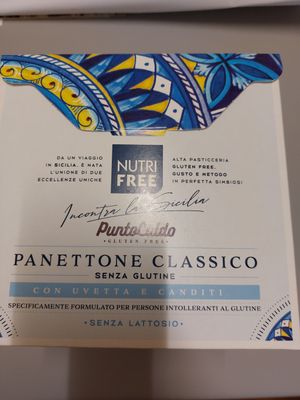 DA UN VIAGGIO
IN SICILIA, È NATA
L'UNIONE DI DUE
ECCELLENZE UNICHE
NUTRI
FREE
ALTA PASTICCERIA
GLUTEN FREE,
GUSTO E METODO
IN PERFETTA SIMBIOSI
Incontra la Sicilia
PuntoCaldo
•GLUTEN FREE•
PANETTONE CLASSICO
SENZA GLUTINE
CON UVETTA E CANDITI
SPECIFICAMENTE FORMULATO PER PERSONE INTOLLERANTI AL GLUTINE
•SENZA LATTOSIO•